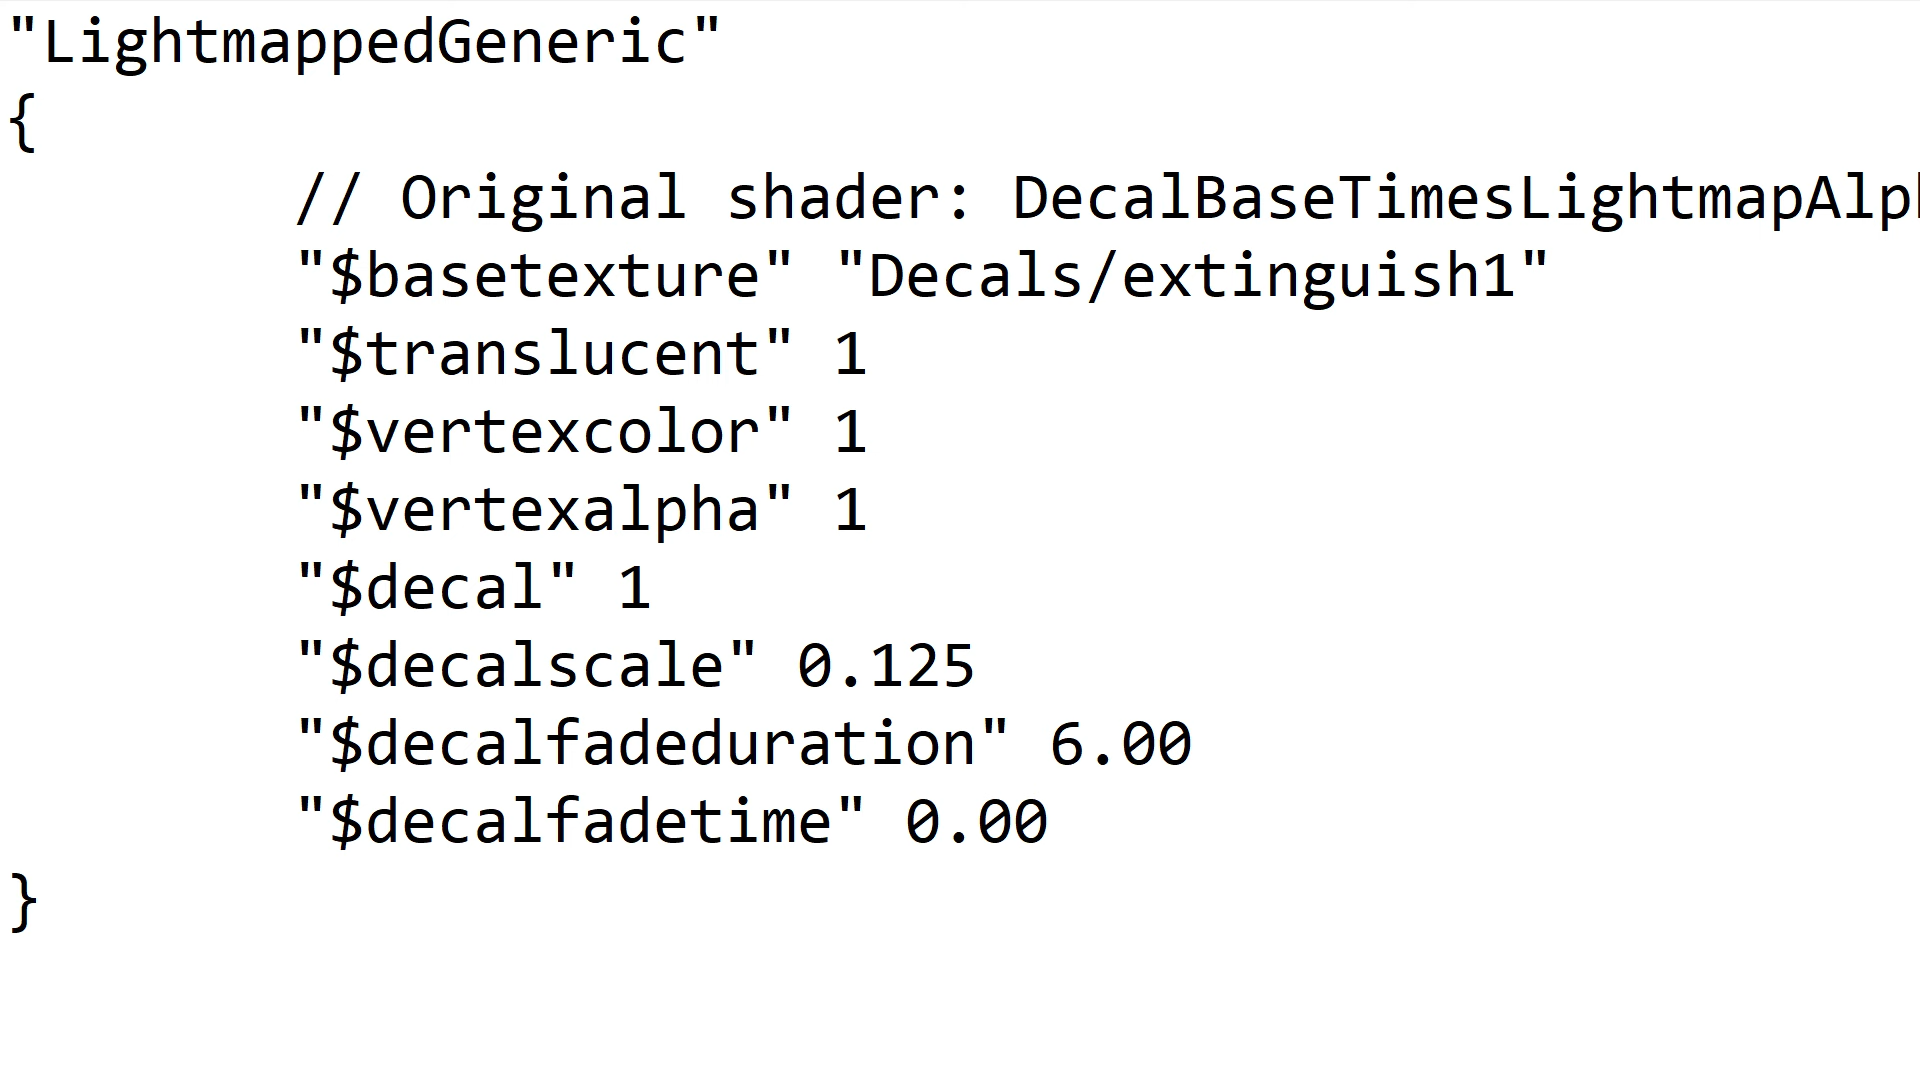 "LightmappedGeneric"
{
// Original shader: 
"$basetexture" "Decals/extinguish1"
"$translucent" 1
"$vertexcolor" 1
"$vertexalpha" 1
"$decal" 1
"$decalscale" 0.125
"$decalfadeduration" 6.00
"$decalfadetime" 0.00
}